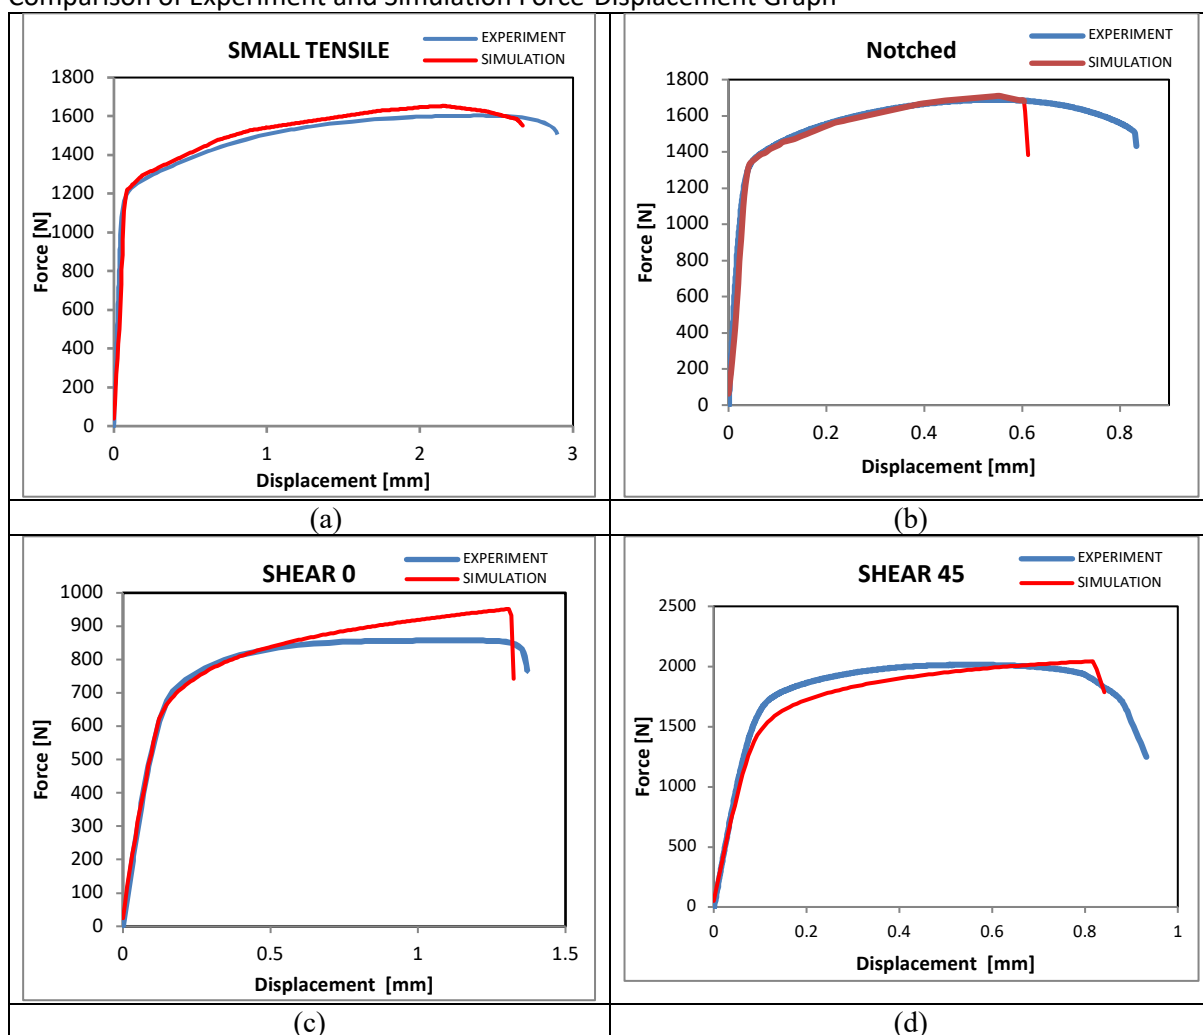 Comparison of Experiment and Simulation Force-Displacement Graph
SMALL TENSILE
EXPERIMENT
SIMULATION
1800
1600
1400
1200
1000
800
600
400
200
0
Force [N]
0 1 2 3
Displacement [mm]
(a)
Notched
EXPERIMENT
SIMULATION
1800
1600
1400
1200
1000
800
600
400
200
0
Force [N]
0 0.2 0.4 0.6 0.8
Displacement [mm]
(b)
SHEAR 0
EXPERIMENT
SIMULATION
1000
900
800
700
600
500
400
300
200
100
0
Force [N]
0 0.5 1 1.5
Displacement [mm]
(c)
SHEAR 45
EXPERIMENT
SIMULATION
2500
2000
1500
1000
500
0
Force [N]
0 0.2 0.4 0.6 0.8 1
Displacement [mm]
(d)